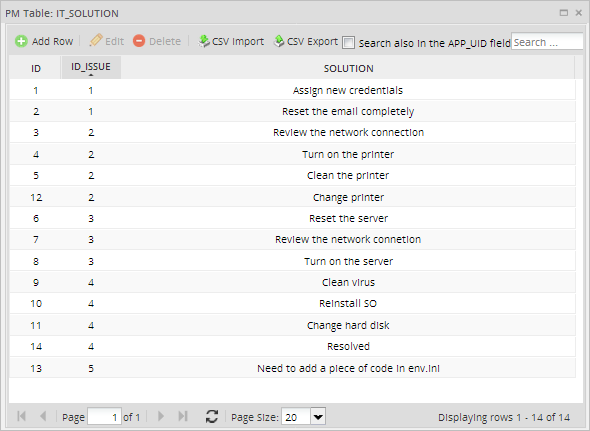 PM Table: IT_SOLUTION
Add Row Edit Delete CSV Import CSV Export Search also in the APP_UID field Search ...
ID ID_ISSUE SOLUTION
1 1 Assign new credentials
2 1 Reset the email completely
3 2 Review the network connection
4 2 Turn on the printer
5 2 Clean the printer
12 2 Change printer
6 3 Reset the server
7 3 Review the network connetion
8 3 Turn on the server
9 4 Clean virus
10 4 Reinstall SO
11 4 Change hard disk
14 4 Resolved
13 5 Need to add a piece of code in env.ini
Page 1 of 1 Page Size: 20 Displaying rows 1 - 14 of 14